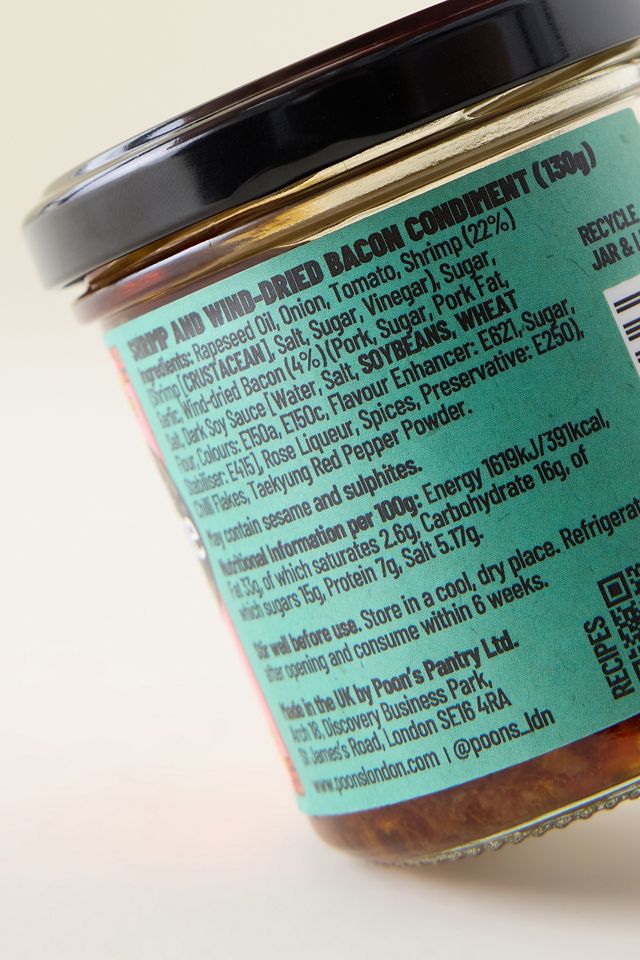 SHRIMP AND WIND-DRIED BACON CONDIMENT (130g)
Ingredients: Rapeseed Oil, Onion, Tomato, Shrimp (22%)
[Shrimp [CRUSTACEAN], Salt, Sugar, Vinegar), Sugar,
Garlic, Wind-dried Bacon (4%) (Pork, Sugar, Pork Fat,
Salt, Dark Soy Sauce [Water, Salt, SOYBEANS, WHEAT
Flour, Colours: E150a, E150c, Flavour Enhancer: E621, Sugar,
Stabiliser: E415], Rose Liqueur, Spices, Preservative: E250),
Chilli Flakes, Taekyung Red Pepper Powder.
May contain sesame and sulphites.
Nutritional Information per 100g: Energy 1619kJ/391kcal,
Fat 33g, of which saturates 2.6g, Carbohydrate 16g, of
which sugars 15g, Protein 7g, Salt 5.17g.
Stir well before use. Store in a cool, dry place. Refrigerat
after opening and consume within 6 weeks.
Made in the UK by Poon's Pantry Ltd.
Arch 18, Discovery Business Park,
St James's Road, London SE16 4RA
www.poonslondon.com | @poons_ldn
RECYCLE
JAR & L
RECIPES